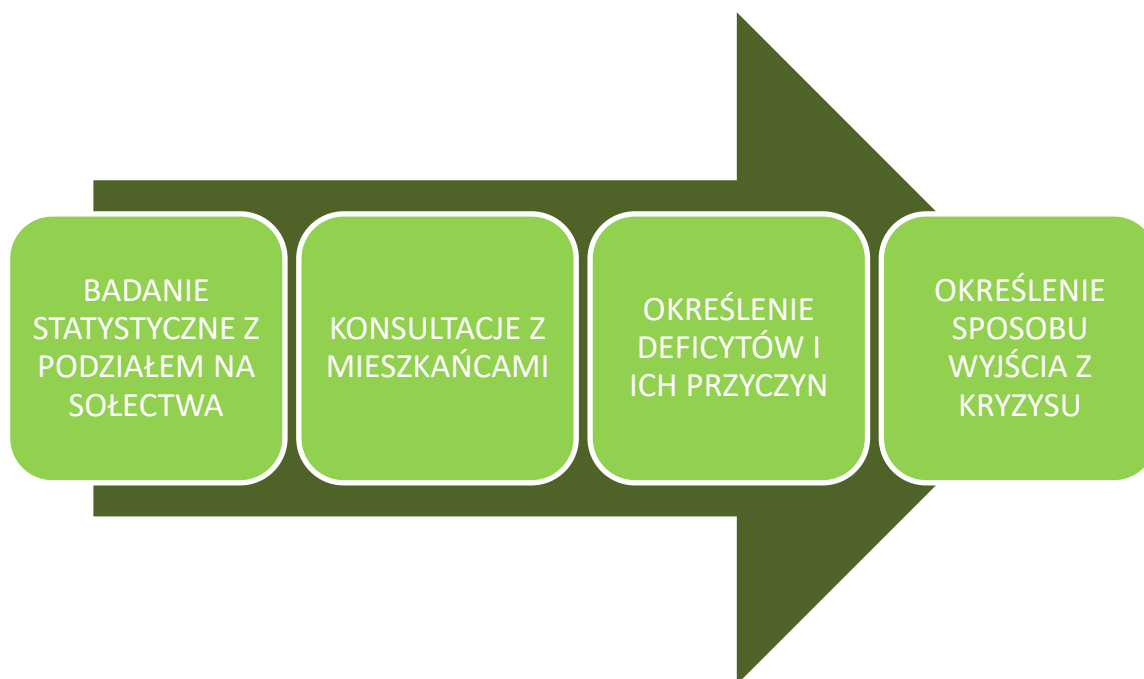 BADANIE
STATYSTYCZNE Z
PODZIAŁEM NA
SOŁECTWA
KONSULTACJE Z
MIESZKAŃCAMI
OKREŚLENIE
DEFICYTÓW I
ICH PRZYCZYN
OKREŚLENIE
SPOSOBU
WYJŚCIA Z
KRYZYSU